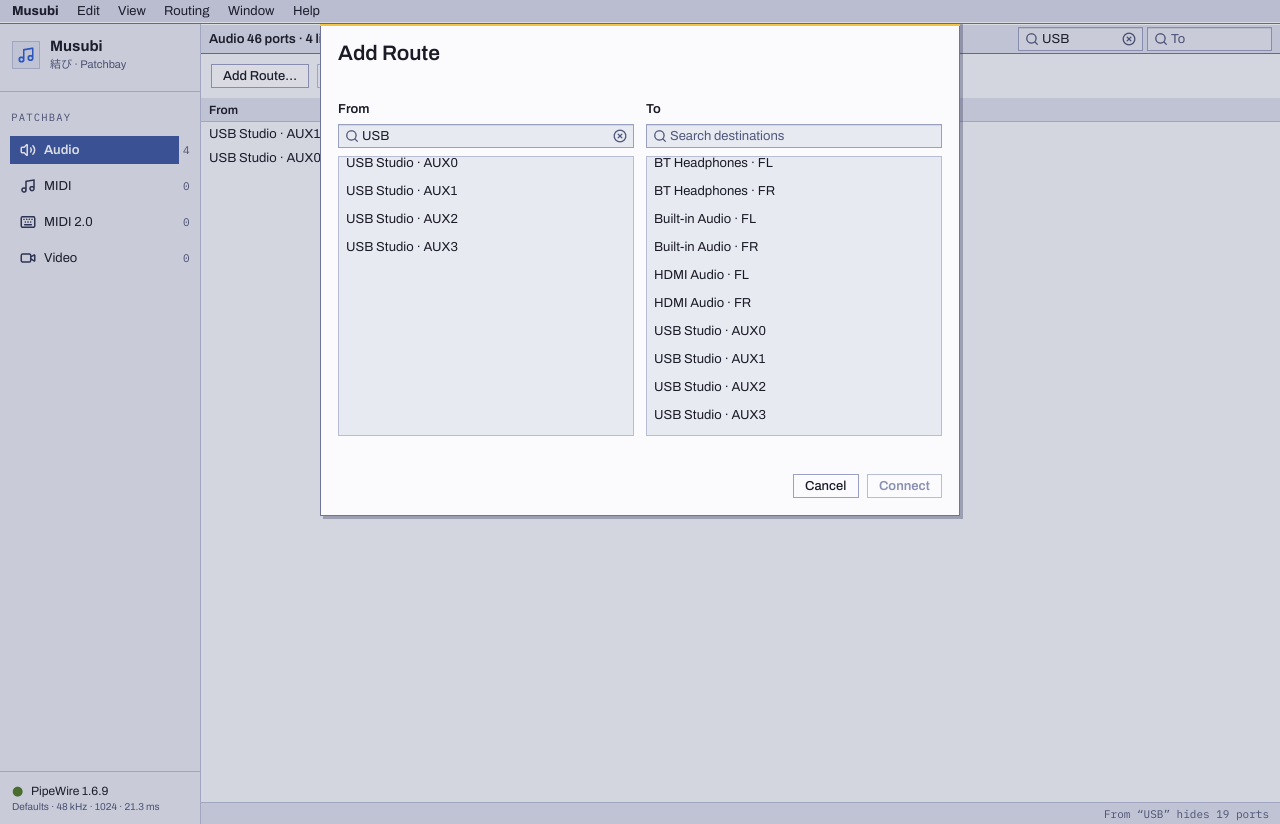 Musubi Edit View Routing Window Help
Musubi
結び · Patchbay
Audio 46 ports · 4 li
USB
To
Add Route…
PATCHBAY
Audio 4
MIDI 0
MIDI 2.0 0
Video 0
From
USB Studio · AUX1
USB Studio · AUX0
Add Route
From
USB
USB Studio · AUX0
USB Studio · AUX1
USB Studio · AUX2
USB Studio · AUX3
To
Search destinations
BT Headphones · FL
BT Headphones · FR
Built-in Audio · FL
Built-in Audio · FR
HDMI Audio · FL
HDMI Audio · FR
USB Studio · AUX0
USB Studio · AUX1
USB Studio · AUX2
USB Studio · AUX3
Cancel
Connect
PipeWire 1.6.9
Defaults · 48 kHz · 1024 · 21.3 ms
From “USB” hides 19 ports